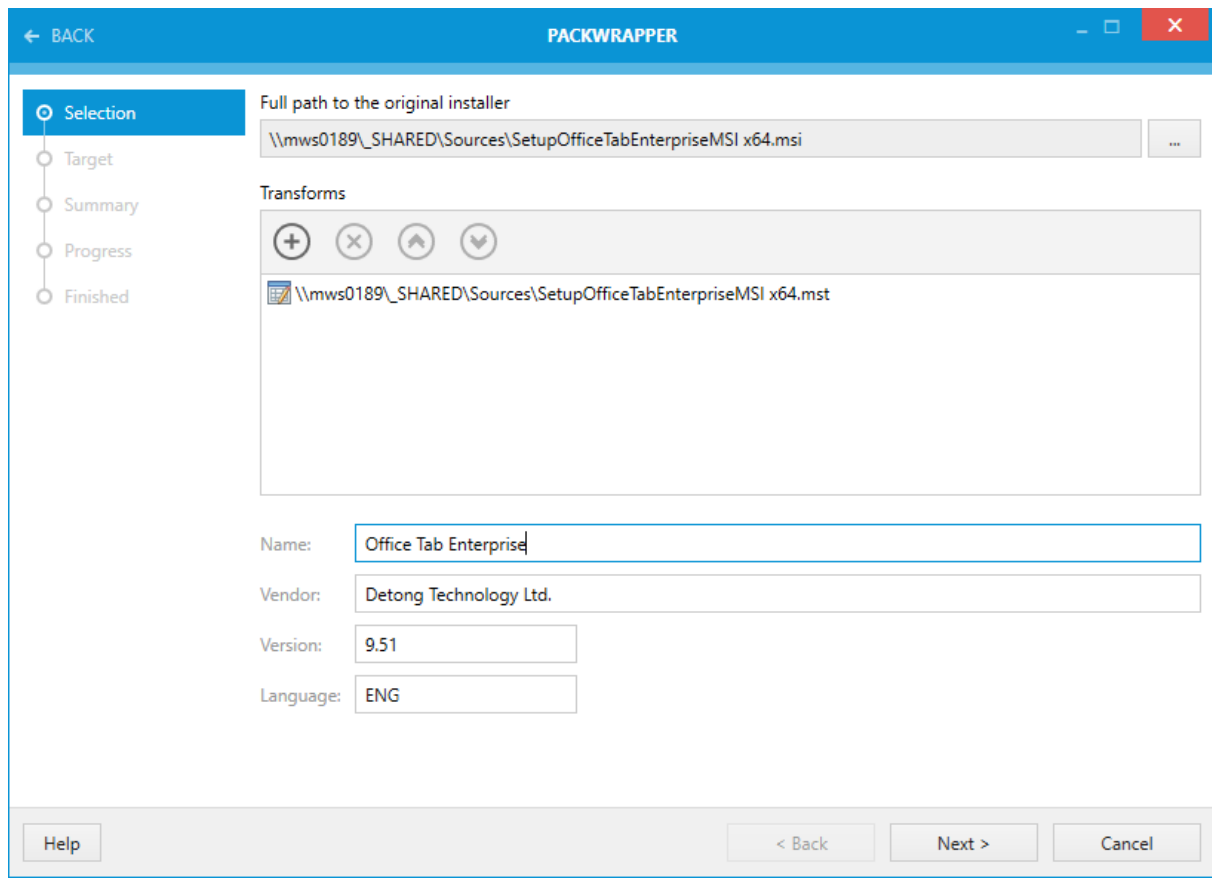 BACK
PACKWRAPPER
Selection
Target
Summary
Progress
Finished
Full path to the original installer
\\mws0189\_SHARED\Sources\SetupOfficeTabEnterpriseMSI x64.msi
...
Transforms
\\mws0189\_SHARED\Sources\SetupOfficeTabEnterpriseMSI x64.mst
Name: Office Tab Enterprise
Vendor: Detong Technology Ltd.
Version: 9.51
Language: ENG
Help
< Back
Next >
Cancel